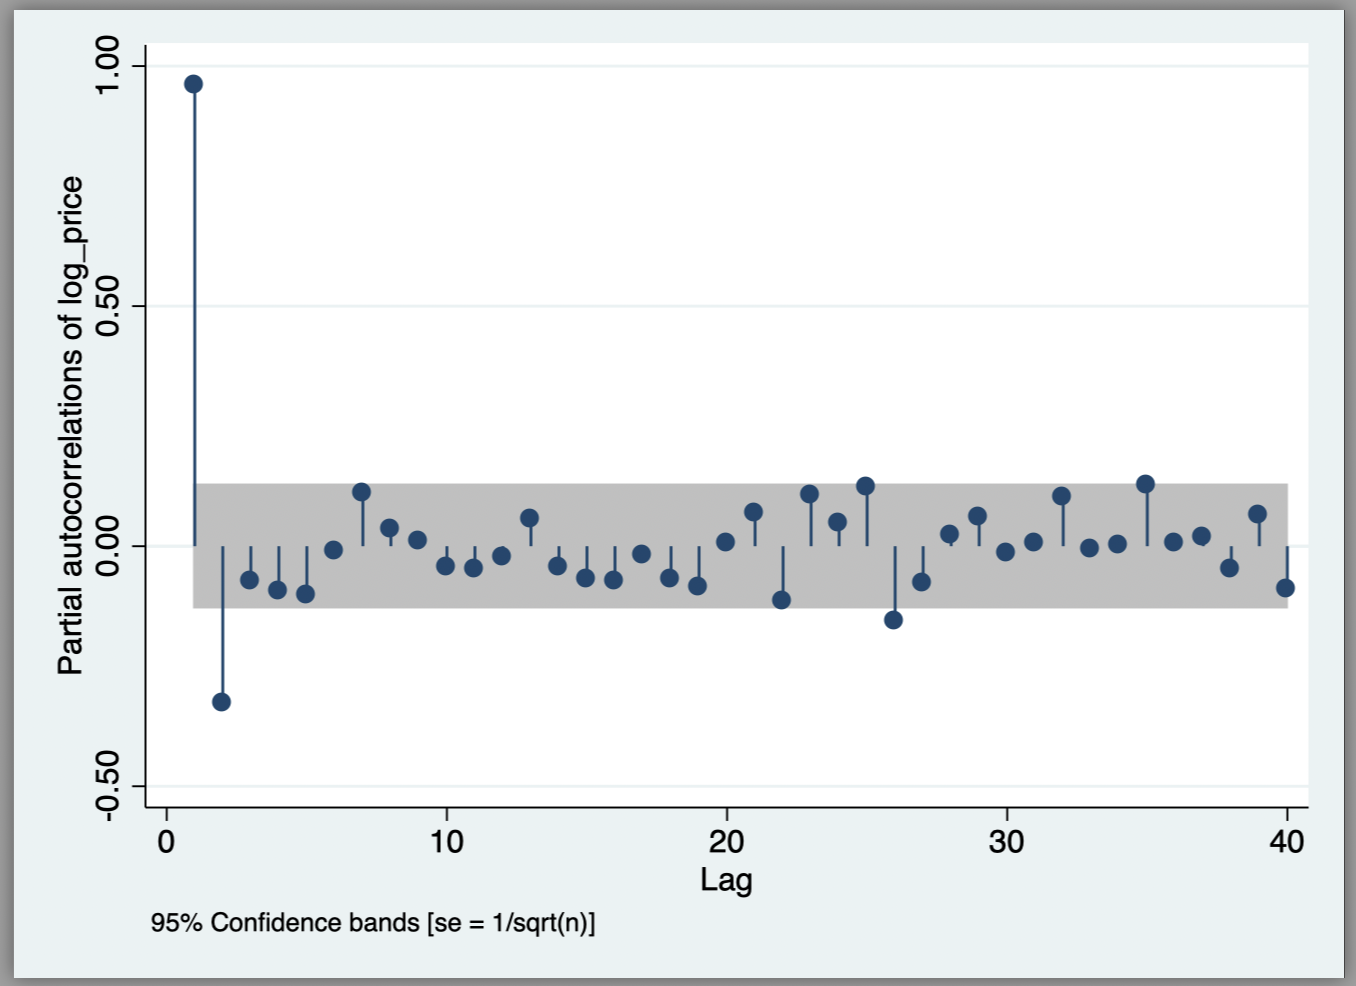 Partial autocorrelations of log_price
1.00
0.50
0.00
-0.50
0 10 20 30 40
Lag
95% Confidence bands [se = 1/sqrt(n)]